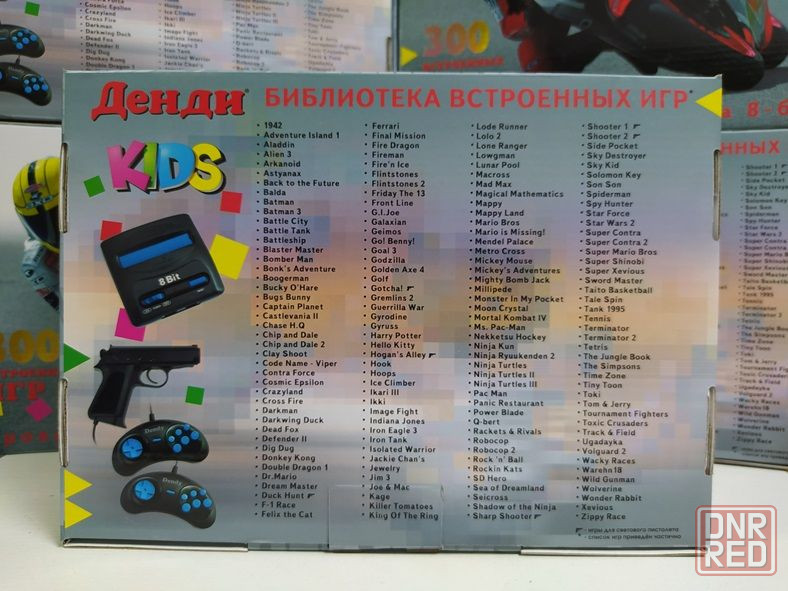 Денди БИБЛИОТЕКА ВСТРОЕННЫХ ИГР*
KIDS
8 Bit
Dendy
Dendy
1942
Adventure Island 1
Aladdin
Alien 3
Arkanoid
Astyanax
Back to the Future
Balda
Batman
Batman 3
Battle City
Battle Tank
Battleship
Blaster Master
Bomber Man
Bonk's Adventure
Boogerman
Bucky O'Hare
Bugs Bunny
Captain Planet
Castlevania II
Chase H.Q
Chip and Dale
Chip and Dale 2
Clay Shoot
Code Name - Viper
Contra Force
Cosmic Epsilon
Crazyland
Cross Fire
Darkman
Darkwing Duck
Dead Fox
Defender II
Dig Dug
Donkey Kong
Double Dragon 1
Dr.Mario
Dream Master
Duck Hunt
F-1 Race
Felix the Cat
Ferrari
Final Mission
Fire Dragon
Fireman
Fire'n Ice
Flintstones
Flintstones 2
Friday The 13
Front Line
G.I.Joe
Galaxian
Geimos
Go! Benny!
Goal 3
Godzilla
Golden Axe 4
Golf
Gotcha!
Gremlins 2
Guerrilla War
Gyrodine
Gyruss
Harry Potter
Hello Kitty
Hogan's Alley
Hook
Hoops
Ice Climber
Ikari III
Ikki
Image Fight
Indiana Jones
Iron Eagle 3
Iron Tank
Isolated Warrior
Jackie Chan's
Jewelry
Jim 3
Joe & Mac
Kage
Killer Tomatoes
King Of The Ring
Lode Runner
Lolo 2
Lone Ranger
Lowgman
Lunar Pool
Macross
Mad Max
Magical Mathematics
Mappy
Mappy Land
Mario Bros
Mario is Missing!
Mendel Palace
Metro Cross
Mickey Mouse
Mickey's Adventures
Mighty Bomb Jack
Millipede
Monster In My Pocket
Moon Crystal
Mortal Kombat IV
Ms. Pac-Man
Nekketsu Hockey
Ninja Kun
Ninja Ryuukenden 2
Ninja Turtles
Ninja Turtles II
Ninja Turtles III
Pac Man
Panic Restaurant
Power Blade
Q-bert
Rackets & Rivals
Robocop
Robocop 2
Rock 'n' Ball
Rockin Kats
SD Hero
Sea of Dreamland
Seicross
Shadow of the Ninja
Sharp Shooter
Shooter 1
Shooter 2
Side Pocket
Sky Destroyer
Sky Kid
Solomon Key
Son Son
Spiderman
Spy Hunter
Star Force
Star Wars 2
Super Contra
Super Contra 2
Super Mario Bros
Super Shinobi
Super Xevious
Sword Master
Taito Basketball
Tale Spin
Tank 1995
Tennis
Terminator
Terminator 2
Tetris
The Jungle Book
The Simpsons
Time Zone
Tiny Toon
Toki
Tom & Jerry
Tournament Fighters
Toxic Crusaders
Track & Field
Ugadayka
Volguard 2
Wacky Races
Warehn18
Wild Gunman
Wolverine
Wonder Rabbit
Xevious
Zippy Race
- игры для светового пистолета
* список игр приведён частично
300
ВСТРОЕННЫХ
DNR
RED